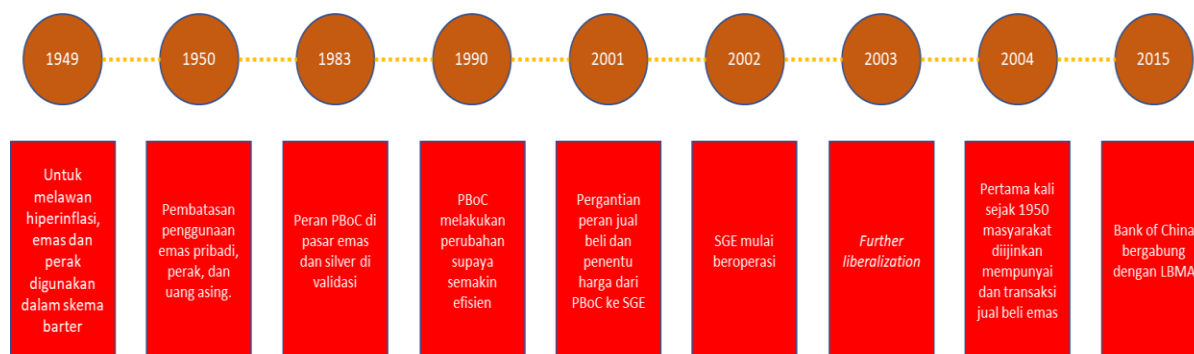 1949
1950
1983
1990
2001
2002
2003
2004
2015
Untuk
melawan
hiperinflasi,
emas dan
perak
digunakan
dalam skema
barter
Pembatasan
penggunaan
emas pribadi,
perak, dan
uang asing.
Peran PBoC di
pasar emas
dan silver di
validasi
PBoC
melakukan
perubahan
supaya
semakin
efisien
Pergantian
peran jual
beli dan
penentu
harga dari
PBoC ke SGE
SGE mulai
beroperasi
Further
liberalization
Pertama kali
sejak 1950
masyarakat
diijinkan
mempunyai
dan transaksi
jual beli emas
Bank of China
bergabung
dengan LBMA